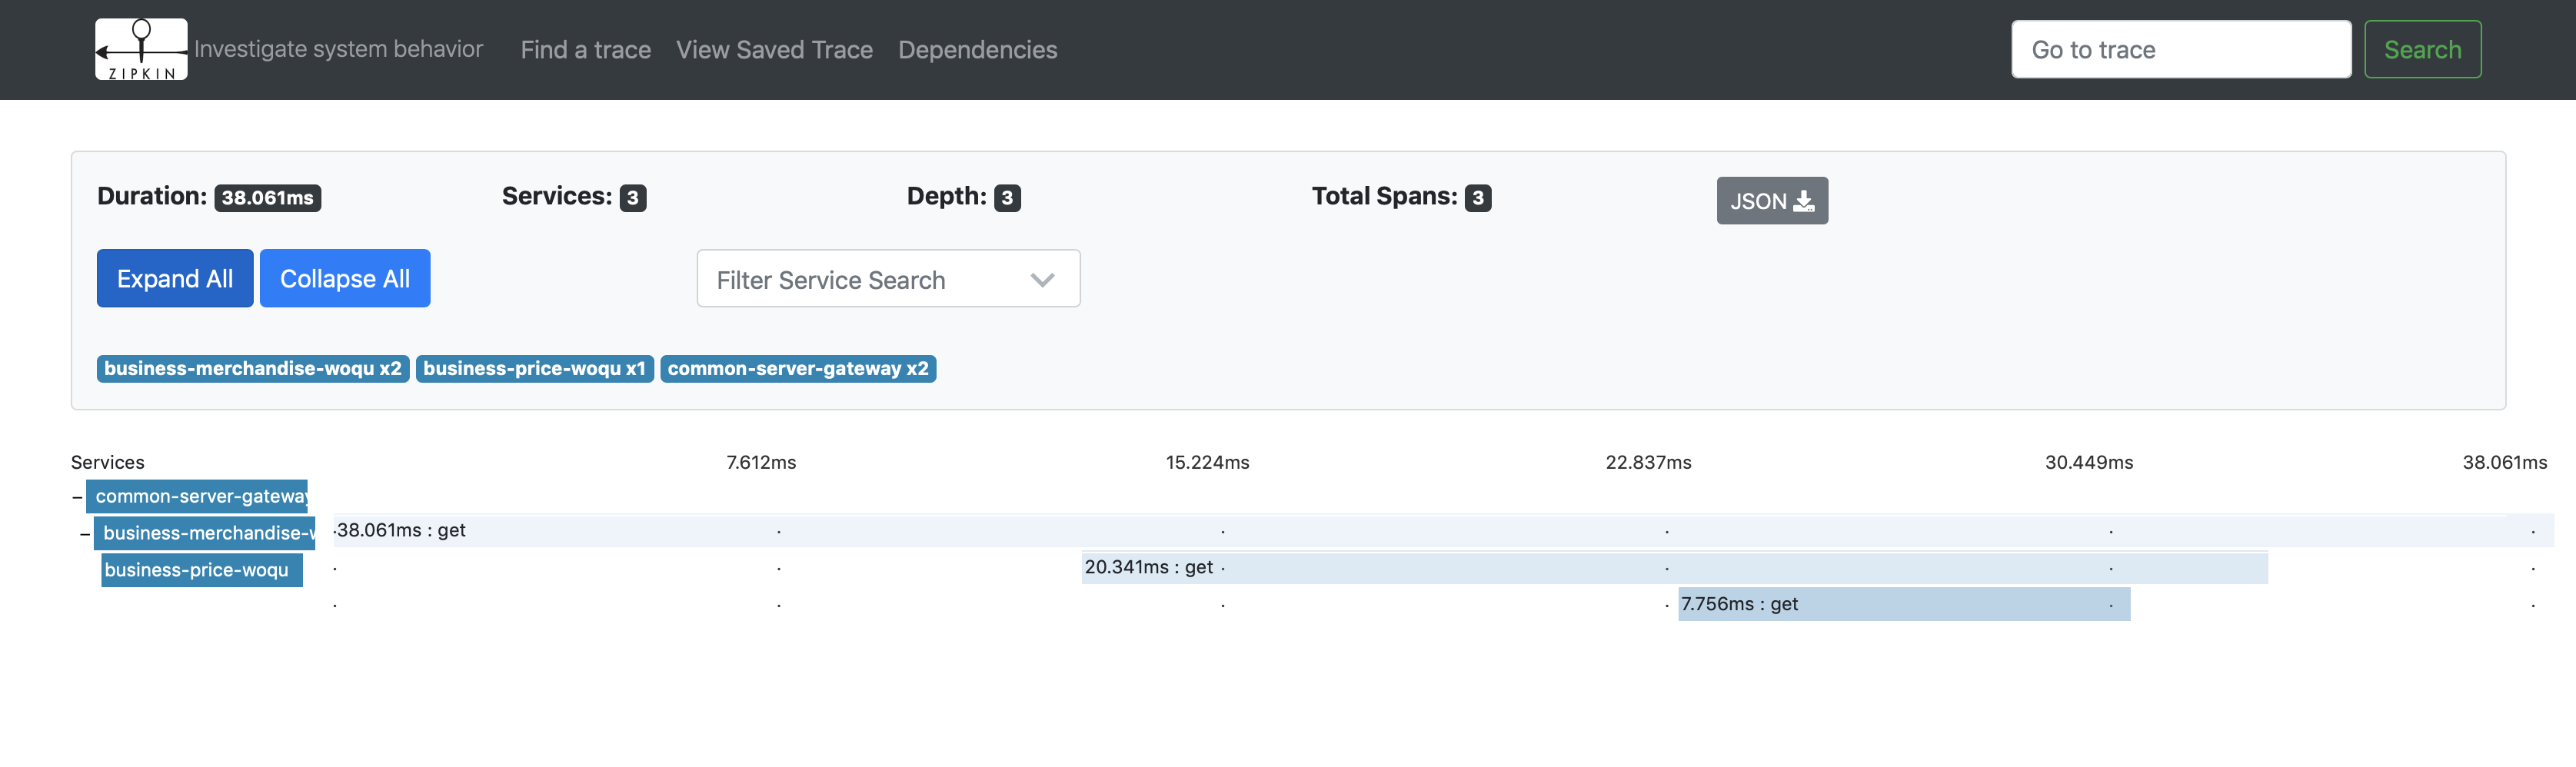 ZIPKIN Investigate system behavior Find a trace View Saved Trace Dependencies Go to trace Search
Duration: 38.061ms Services: 3 Depth: 3 Total Spans: 3 JSON
Expand All Collapse All Filter Service Search
business-merchandise-woqu x2 business-price-woqu x1 common-server-gateway x2
Services 7.612ms 15.224ms 22.837ms 30.449ms 38.061ms
– common-server-gateway
– business-merchandise-w 38.061ms : get
business-price-woqu 20.341ms : get
7.756ms : get